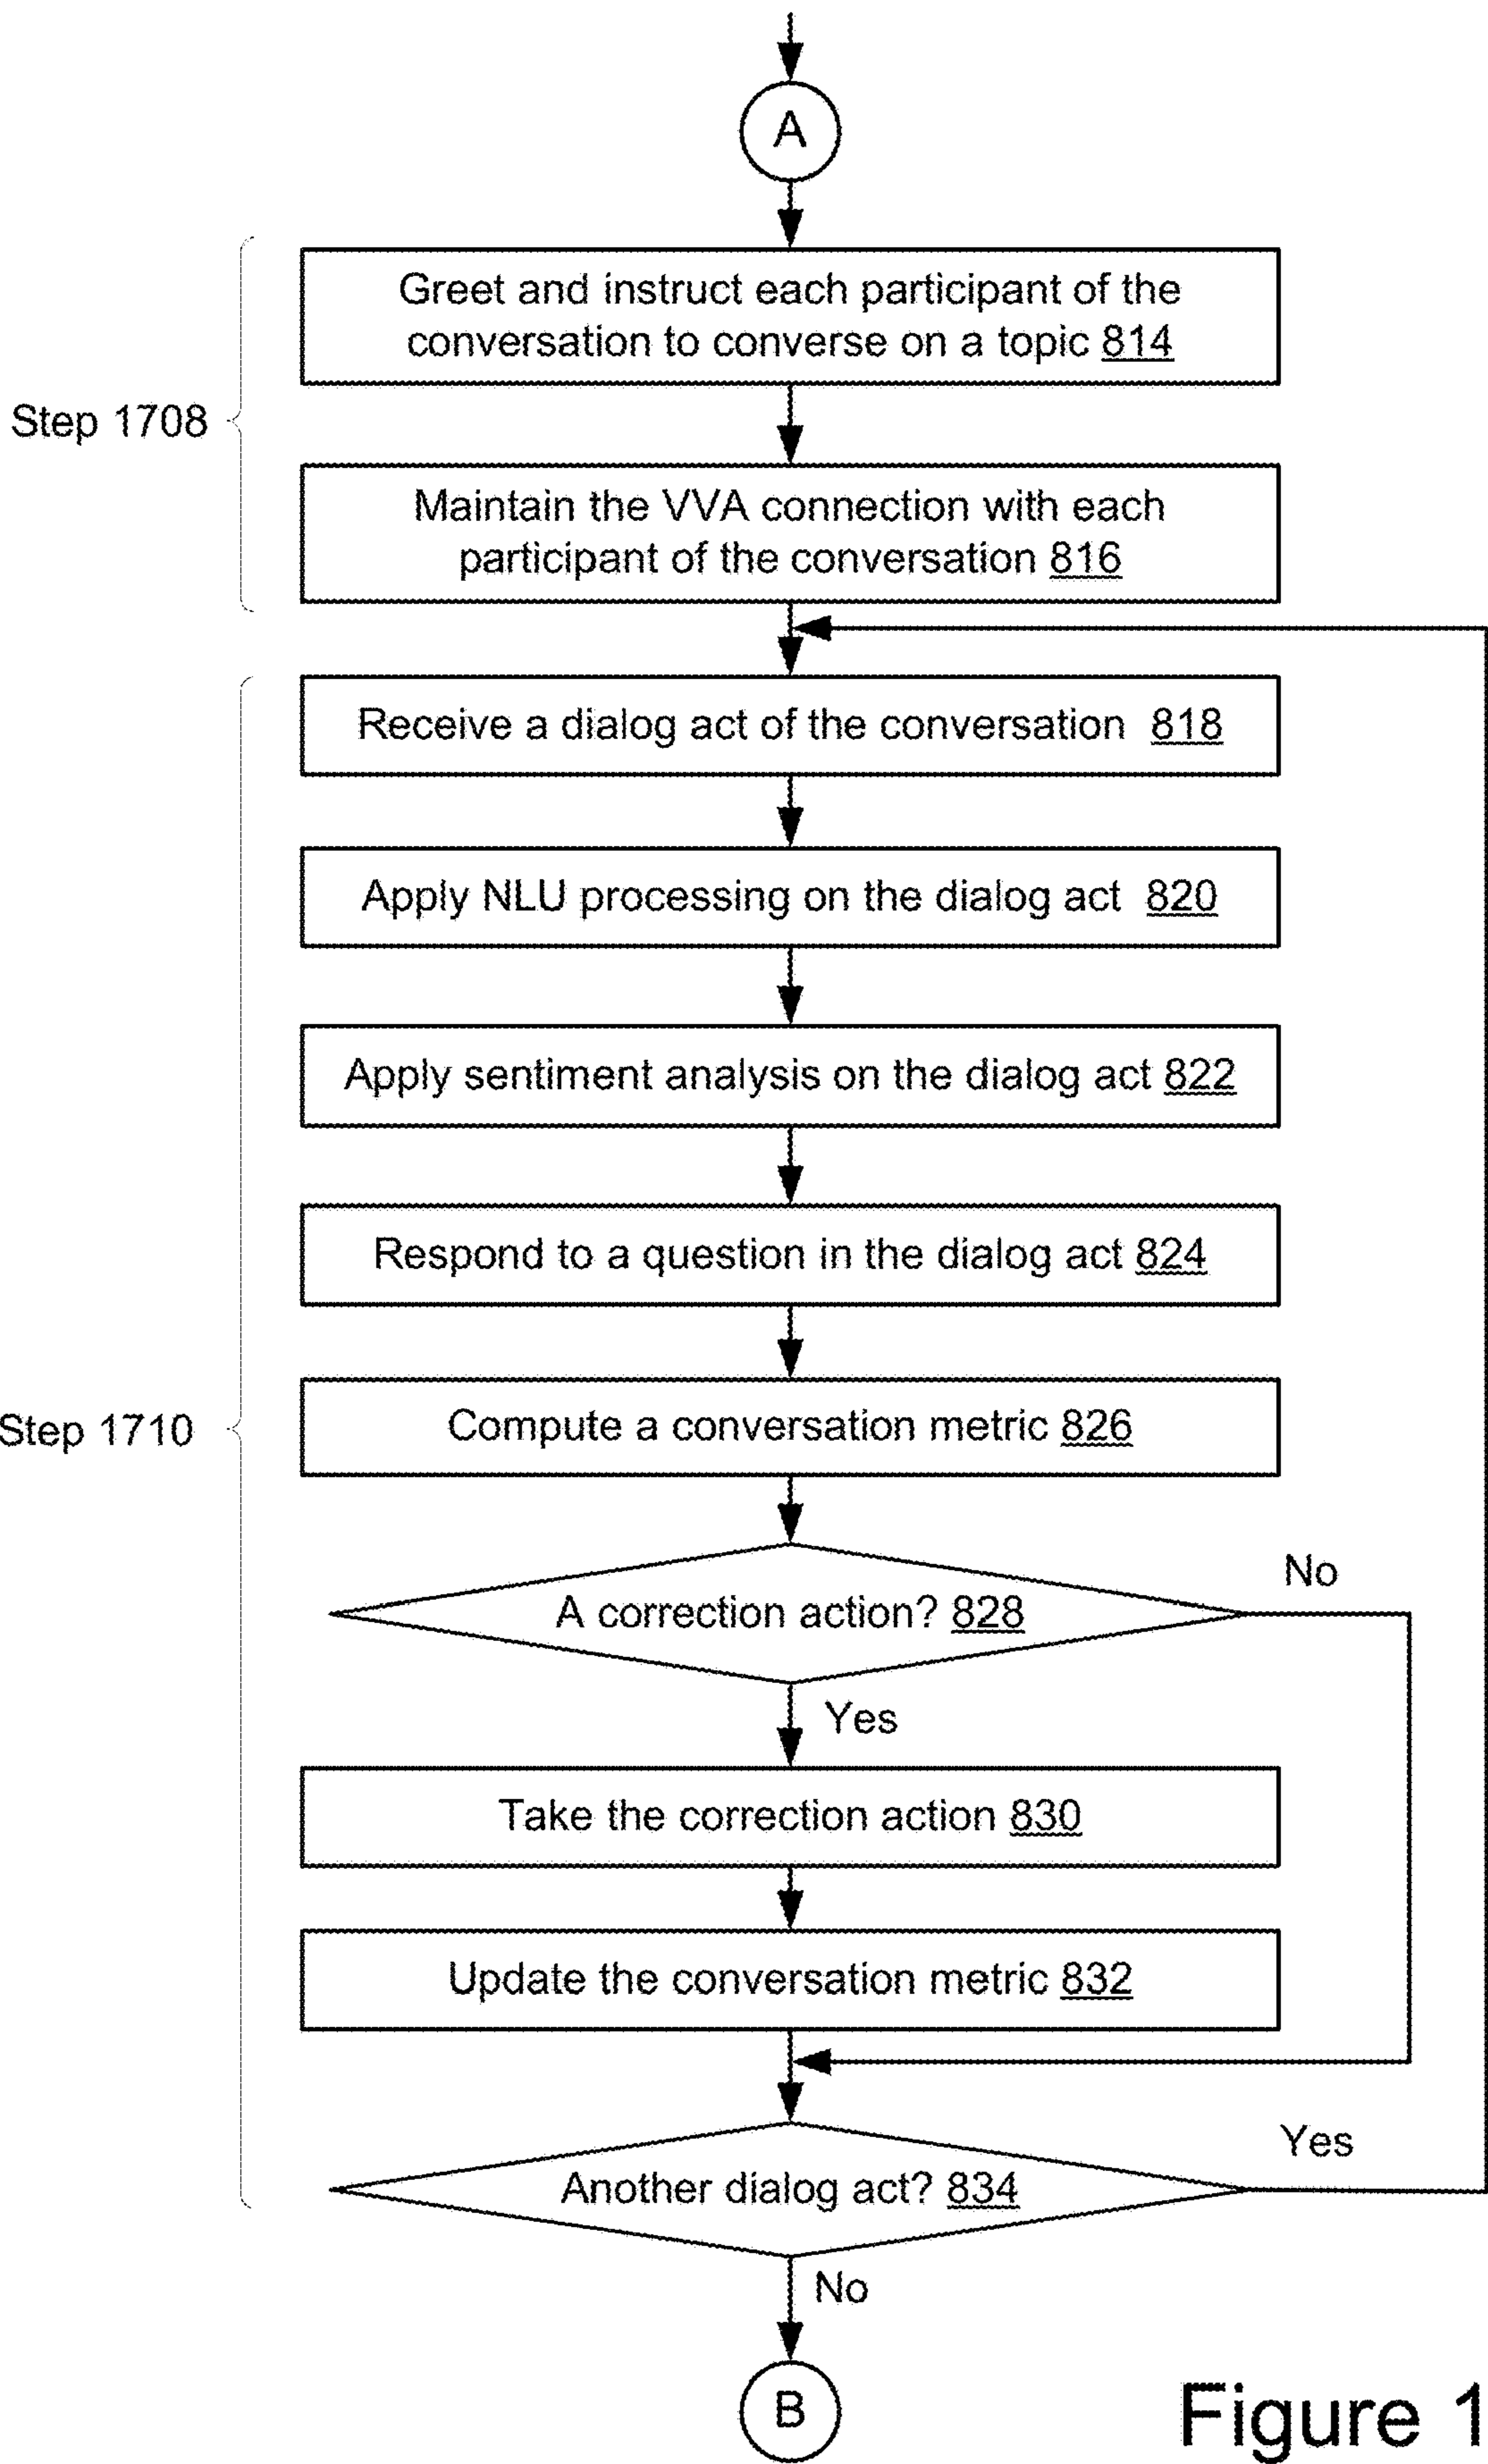 A
Greet and instruct each participant of the
conversation to converse on a topic 814
Step 1708
Maintain the VVA connection with each
participant of the conversation 816
Receive a dialog act of the conversation 818
Apply NLU processing on the dialog act 820
Apply sentiment analysis on the dialog act 822
Respond to a question in the dialog act 824
Step 1710
Compute a conversation metric 826
No
A correction action? 828
Yes
Take the correction action 830
Update the conversation metric 832
Yes
Another dialog act? 834
No
B
Figure 1